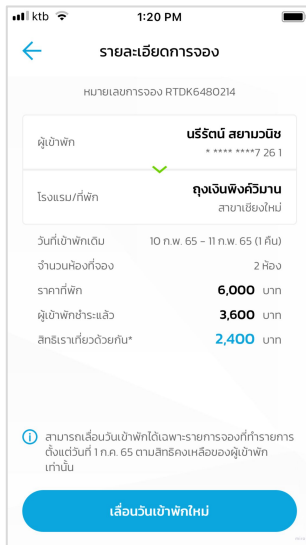 ktb 1:20 PM
รายละเอียดการจอง
หมายเลขการจอง RTDK6480214
ผู้เข้าพัก นรีรัตน์ สยามวนิช
* **** ****7 26 1
โรงแรม/ที่พัก ถุงเงินพิงค์วิมาน
สาขาเชียงใหม่
วันที่เข้าพักเดิม 10 ก.พ. 65 - 11 ก.พ. 65 (1 คืน)
จำนวนห้องที่จอง 2 ห้อง
ราคาที่พัก 6,000 บาท
ผู้เข้าพักชำระแล้ว 3,600 บาท
สิทธิเราเที่ยวด้วยกัน* 2,400 บาท
สามารถเลื่อนวันเข้าพักได้เฉพาะรายการจองที่ทำรายการ
ตั้งแต่วันที่ 1 ก.ค. 65 ตามสิทธิคงเหลือของผู้เข้าพัก
เท่านั้น
เลื่อนวันเข้าพักใหม่